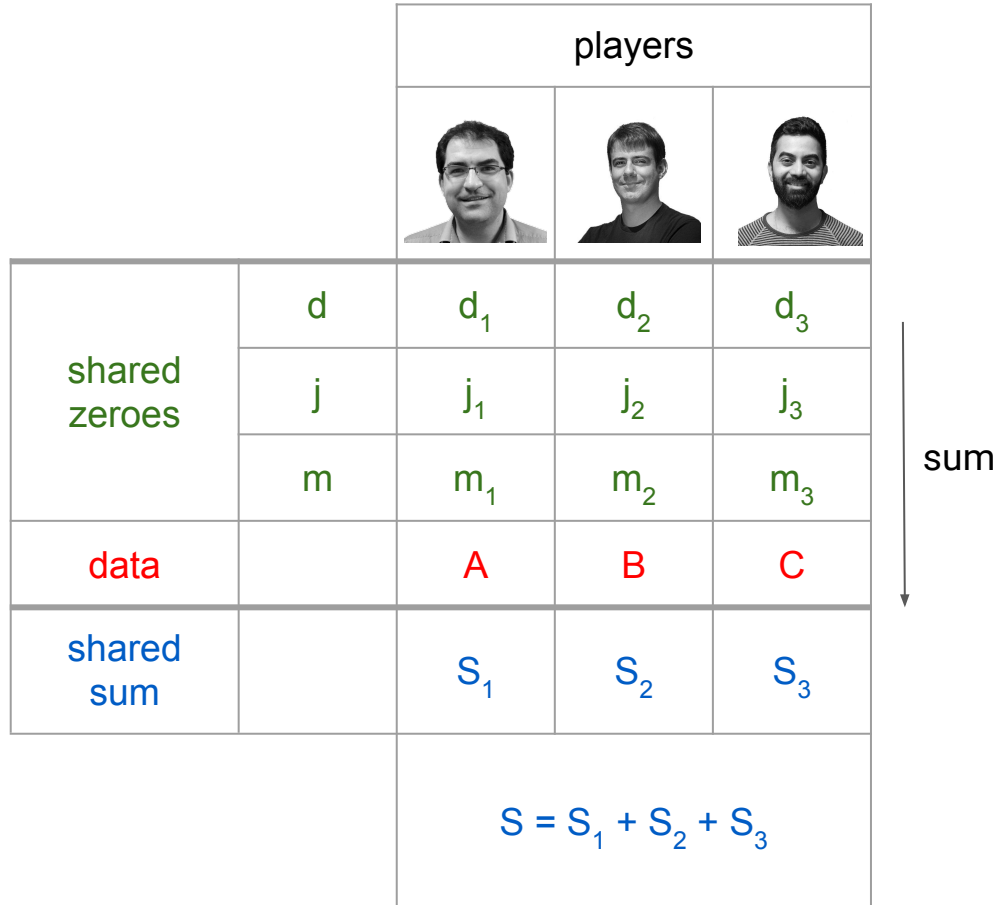 players
d d₁ d₂ d₃
shared
zeroes
j j₁ j₂ j₃
m m₁ m₂ m₃
sum
data A B C
shared
sum
S₁ S₂ S₃
S = S₁ + S₂ + S₃